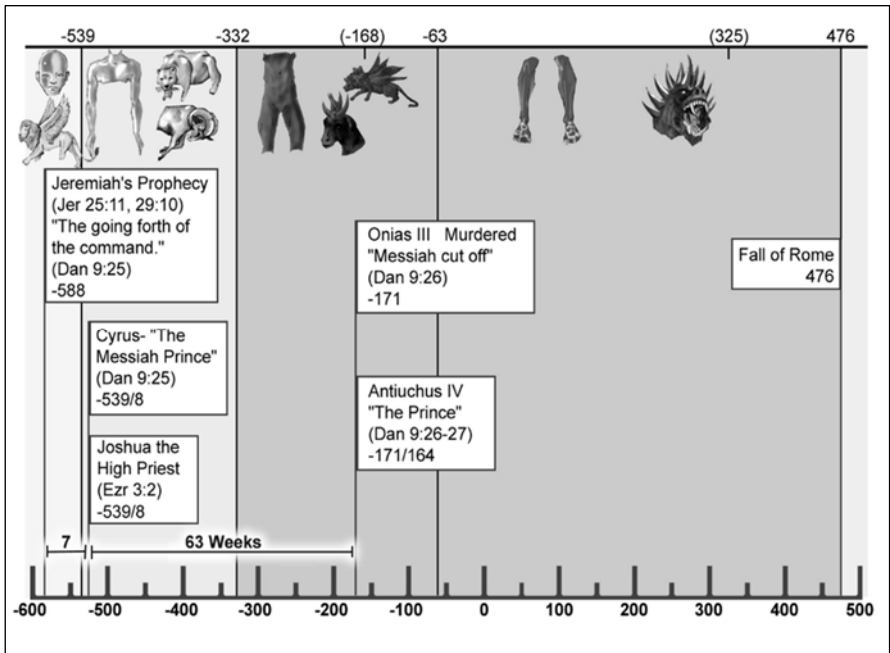 -539 -332 (-168) -63 (325) 476
Jeremiah's Prophecy
(Jer 25:11, 29:10)
"The going forth of
the command."
(Dan 9:25)
-588
Cyrus- "The
Messiah Prince"
(Dan 9:25)
-539/8
Joshua the
High Priest
(Ezr 3:2)
-539/8
Onias III Murdered
"Messiah cut off"
(Dan 9:26)
-171
Antiuchus IV
"The Prince"
(Dan 9:26-27)
-171/164
Fall of Rome
476
7 63 Weeks
-600 -500 -400 -300 -200 -100 0 100 200 300 400 500